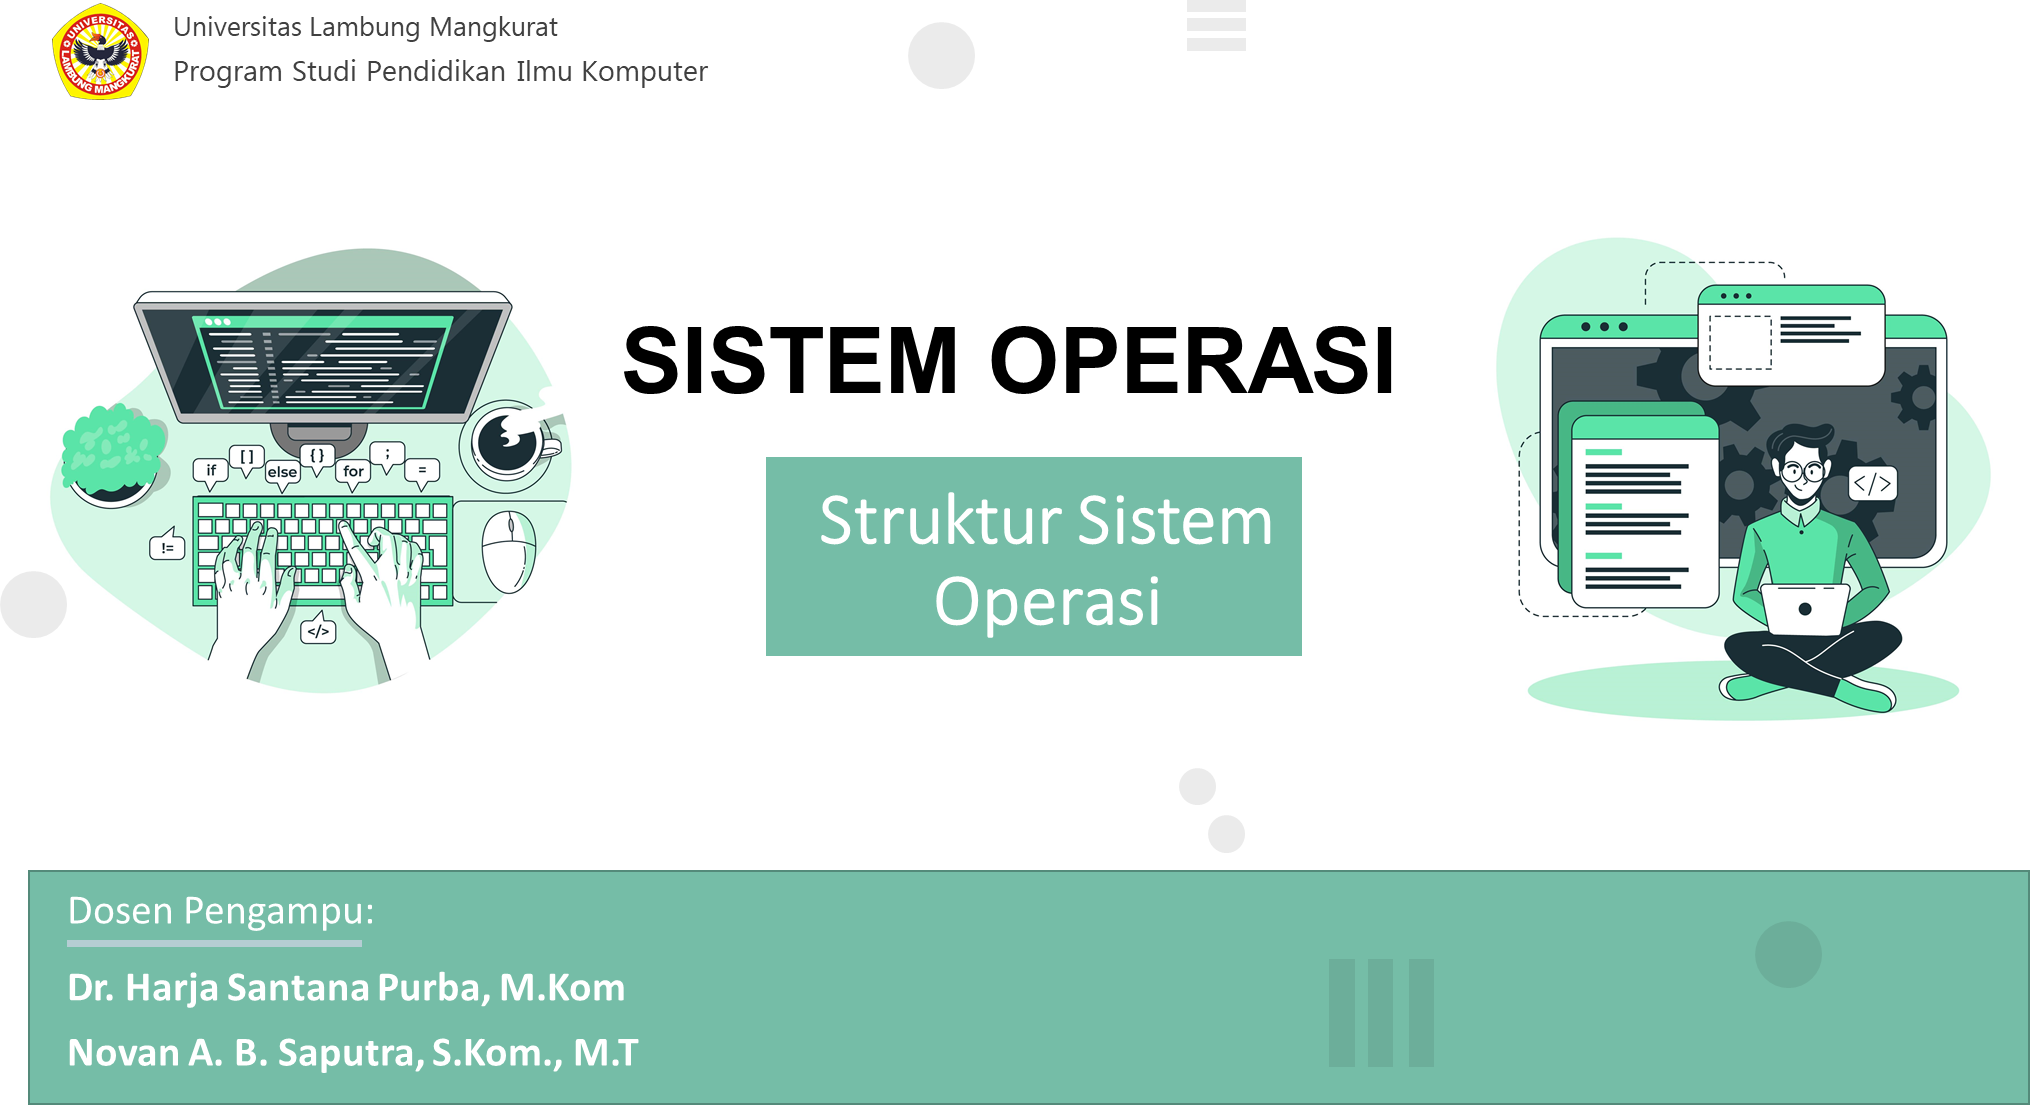 UNIVERSITAS
LAMBUNG MANGKURAT
Universitas Lambung Mangkurat
Program Studi Pendidikan Ilmu Komputer
SISTEM OPERASI
Struktur Sistem
Operasi
if
[ ]
else
{ }
for
;
=
!=
</>
</>
Dosen Pengampu:
Dr. Harja Santana Purba, M.Kom
Novan A. B. Saputra, S.Kom., M.T